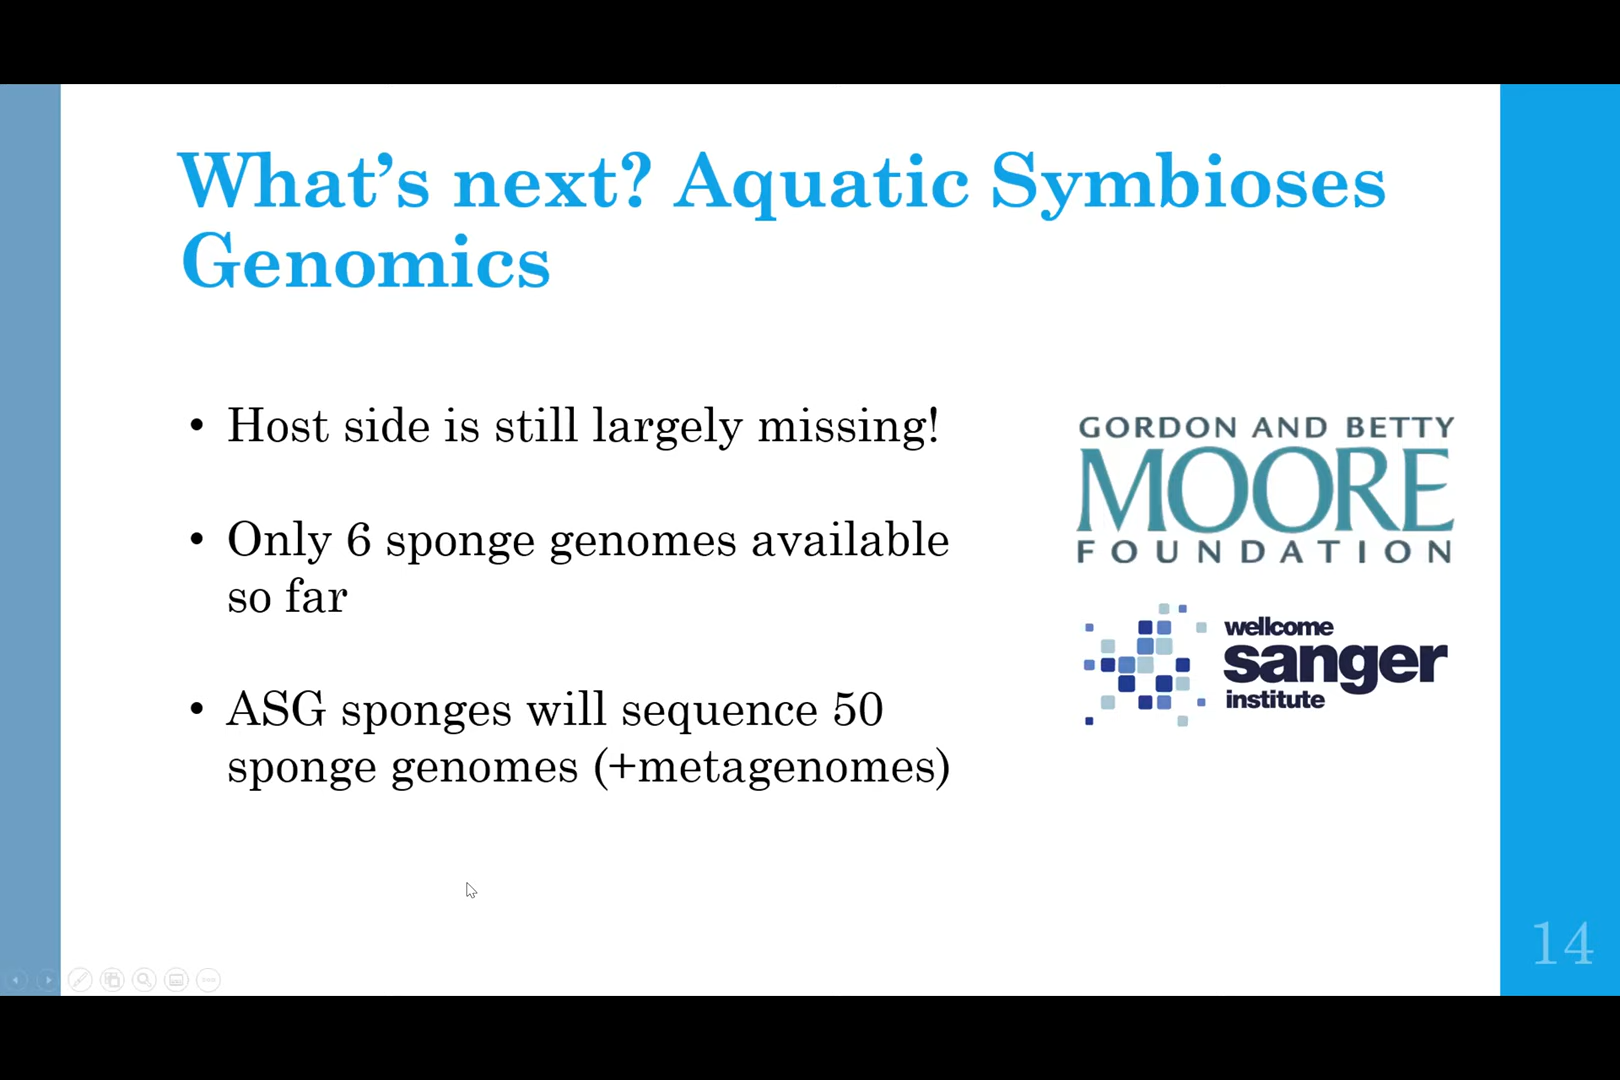 What’s next? Aquatic Symbioses
Genomics
• Host side is still largely missing!
• Only 6 sponge genomes available
so far
• ASG sponges will sequence 50
sponge genomes (+metagenomes)
GORDON AND BETTY
MOORE
FOUNDATION
wellcome
sanger
institute
14